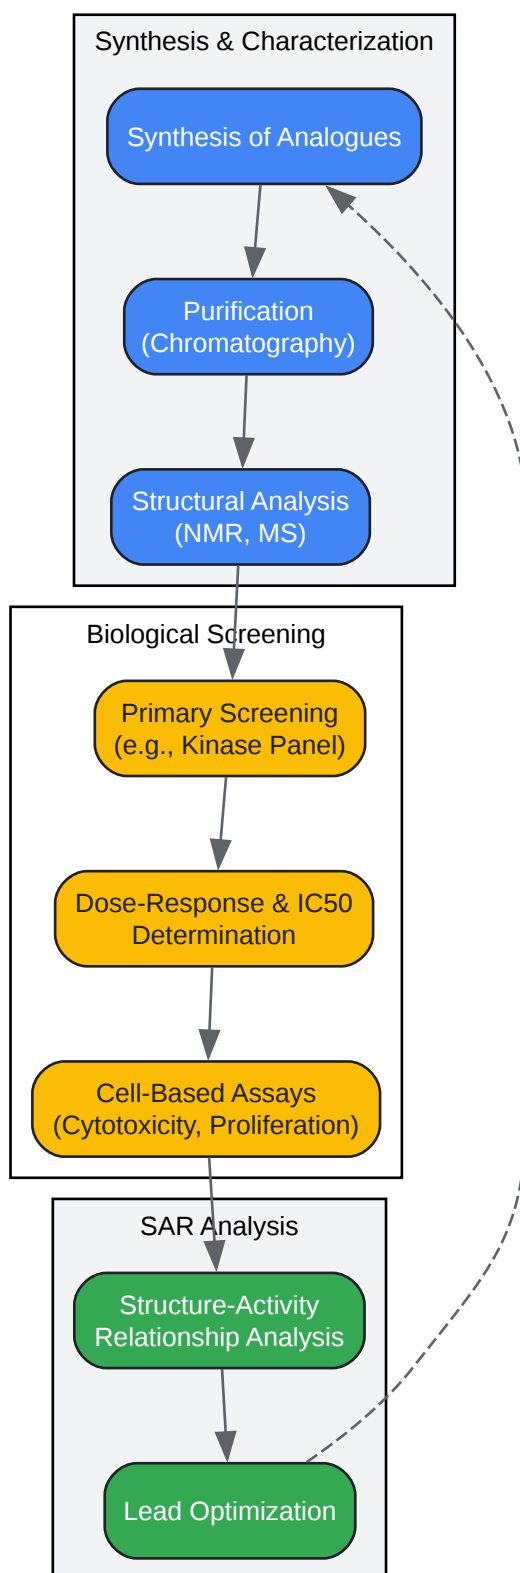 Synthesis & Characterization
Synthesis of Analogues
Purification
(Chromatography)
Structural Analysis
(NMR, MS)
Biological Screening
Primary Screening
(e.g., Kinase Panel)
Dose-Response & IC50
Determination
Cell-Based Assays
(Cytotoxicity, Proliferation)
SAR Analysis
Structure-Activity
Relationship Analysis
Lead Optimization